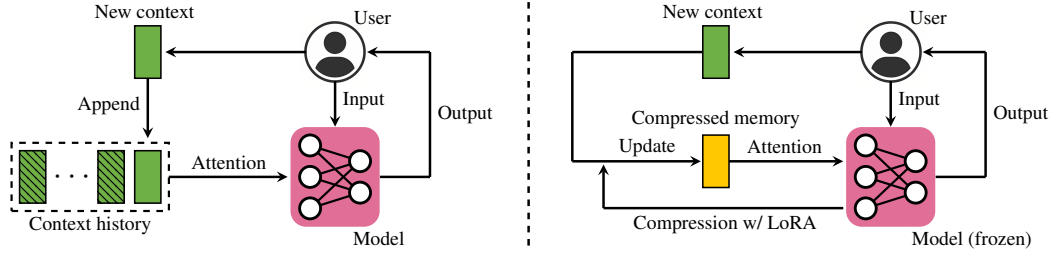 New context
User
Append
Input
Output
Attention
Context history
Model
New context
User
Input
Output
Compressed memory
Update
Attention
Compression w/ LoRA
Model (frozen)